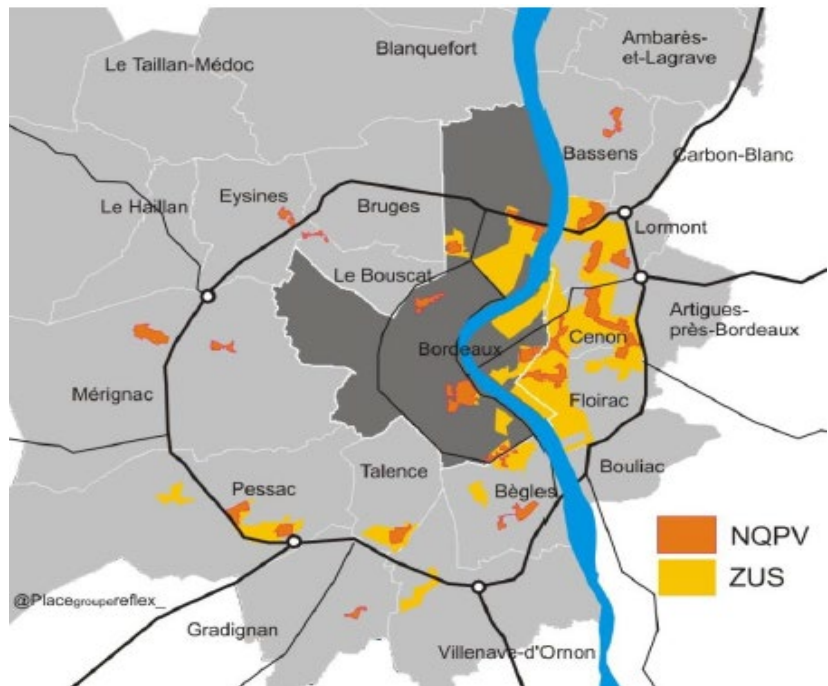 Ambarès-
et-Lagrave
Blanquefort
Le Taillan-Médoc
Bassens
Carbon-Blanc
Eysines
Le Haillan
Bruges
Lormont
Le Bouscat
Artigues-
près-Bordeaux
Bordeaux
Cenon
Mérignac
Floirac
Talence
Bouliac
Pessac
Bègles
NQPV
ZUS
@Placegroupereflex_
Gradignan
Villenave-d'Ornon